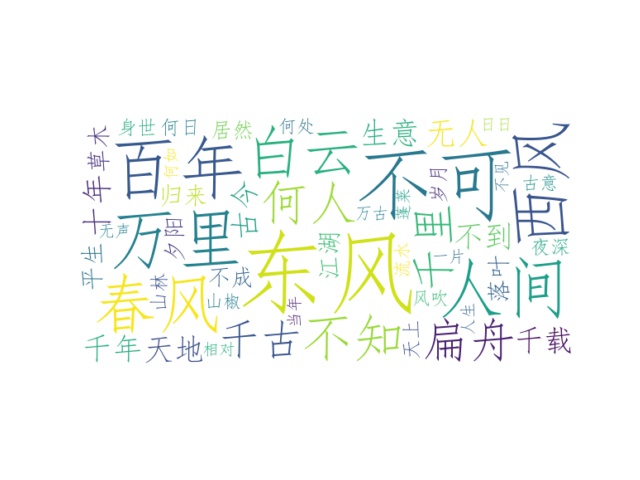 身世
何日
居然
何处
生意
无人
日日
草木
百年
何如
白云
不可
不见
西风
十年
归来
古今
何人
万古
蓬莱
岁月
古意
无声
万里
夕阳
江湖
东风
流水
千里
一片
不到
夜深
平生
山林
不成
春风
山椒
当年
风吹
人间
落叶
人生
千年
天地
相对
千古
不知
天上
扁舟
千载